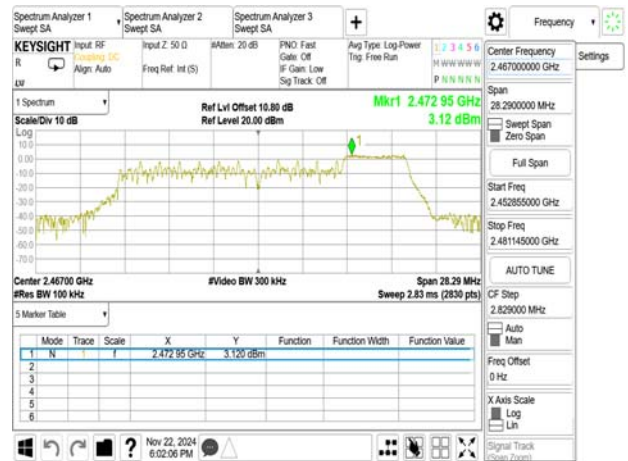 Spectrum Analyzer 1
Swept SA
Spectrum Analyzer 2
Swept SA
Spectrum Analyzer 3
Swept SA
+
Frequency
KEYSIGHT
R
Input: RF
Coupling: DC
Align: Auto
Input Z: 50 Ω
Freq Ref: Int (S)
#Atten: 20 dB
PNO: Fast
Gate: Off
IF Gain: Low
Sig Track: Off
Avg Type: Log-Power
Trig: Free Run
1 2 3 4 5 6
M W W W W W
P N N N N N
Center Frequency
2.467000000 GHz
Settings
Span
28.2900000 MHz
Swept Span
Zero Span
Full Span
Start Freq
2.452855000 GHz
Stop Freq
2.481145000 GHz
AUTO TUNE
CF Step
2.829000 MHz
Auto
Man
Freq Offset
0 Hz
X Axis Scale
Log
Lin
Signal Track
(Span Zoom)
1 Spectrum
Scale/Div 10 dB
Ref Lvl Offset 10.80 dB
Ref Level 20.00 dBm
Mkr1 2.472 95 GHz
3.12 dBm
Log
10.0
0.00
-10.0
-20.0
-30.0
-40.0
-50.0
-60.0
-70.0
1
Center 2.46700 GHz
#Res BW 100 kHz
#Video BW 300 kHz
Span 28.29 MHz
Sweep 2.83 ms (2830 pts)
5 Marker Table
Mode Trace Scale X Y Function Function Width Function Value
1 N 1 f 2.472 95 GHz 3.120 dBm
2
3
4
5
6
?
Nov 22, 2024
6:02:06 PM